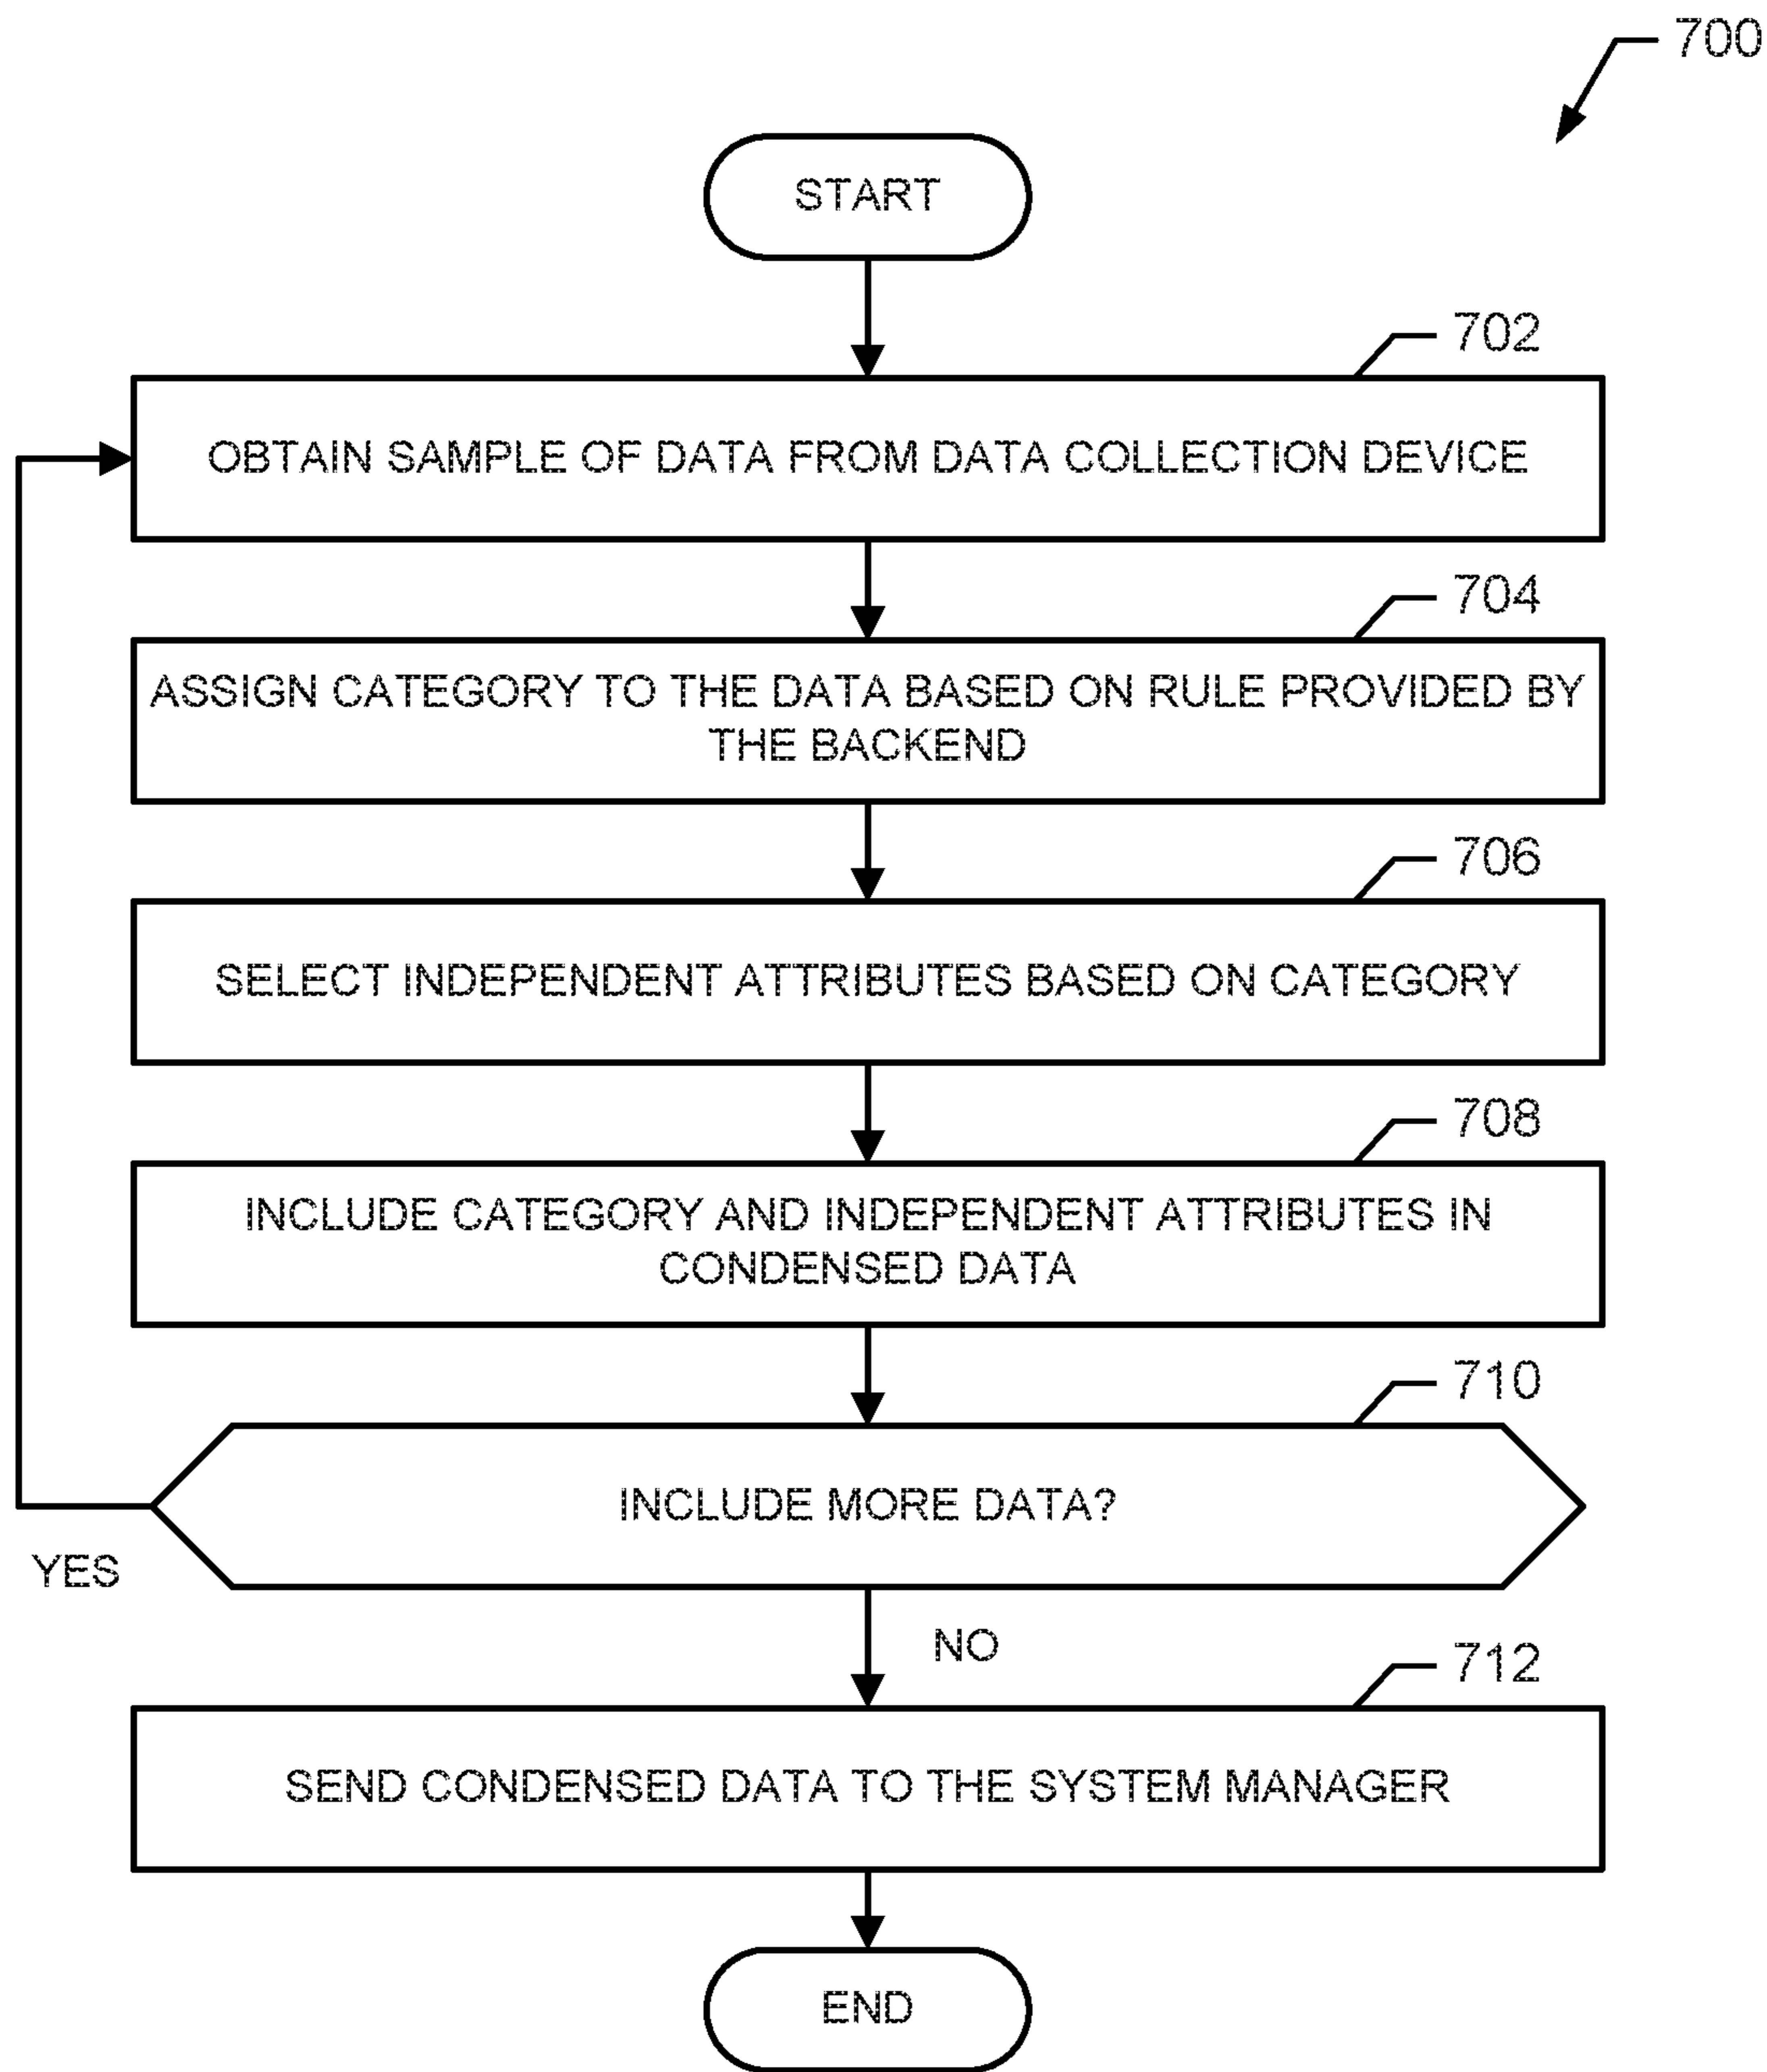 700
START
702
OBTAIN SAMPLE OF DATA FROM DATA COLLECTION DEVICE
704
ASSIGN CATEGORY TO THE DATA BASED ON RULE PROVIDED BY
THE BACKEND
706
SELECT INDEPENDENT ATTRIBUTES BASED ON CATEGORY
708
INCLUDE CATEGORY AND INDEPENDENT ATTRIBUTES IN
CONDENSED DATA
710
INCLUDE MORE DATA?
YES
NO
712
SEND CONDENSED DATA TO THE SYSTEM MANAGER
END